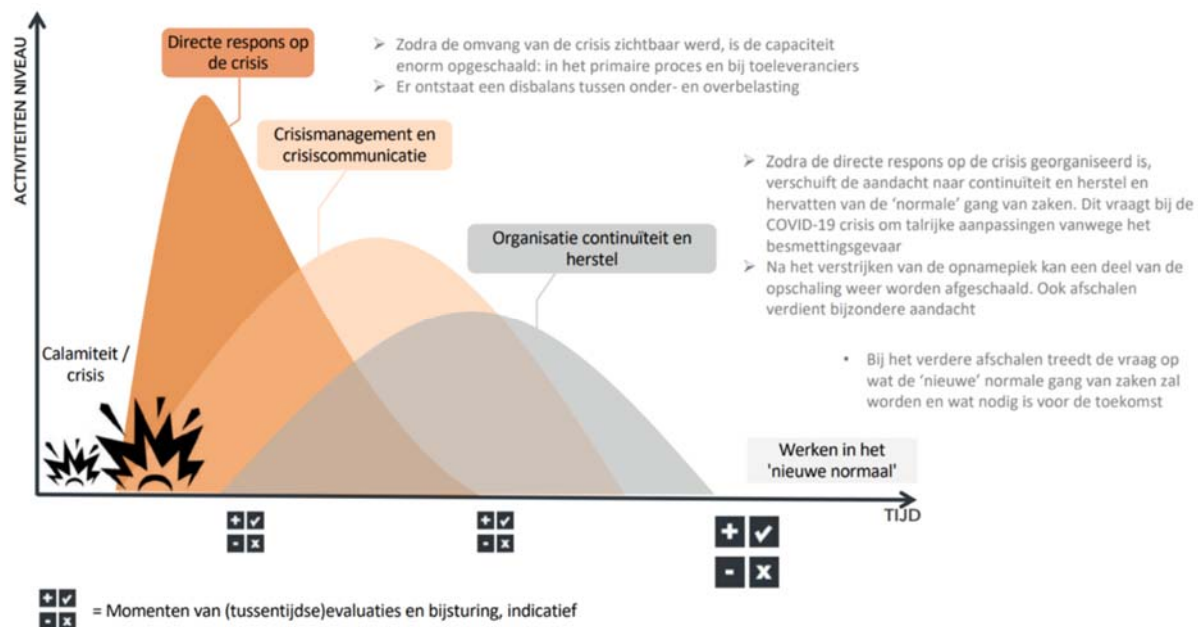 ACTIVITEITEN NIVEAU
Directe respons op
de crisis
➢ Zodra de omvang van de crisis zichtbaar werd, is de capaciteit
enorm opgeschaald: in het primaire proces en bij toeleveranciers
➢ Er ontstaat een disbalans tussen onder- en overbelasting
Crisismanagement en
crisiscommunicatie
➢ Zodra de directe respons op de crisis georganiseerd is,
verschuift de aandacht naar continuïteit en herstel en
hervatten van de ‘normale’ gang van zaken. Dit vraagt bij de
COVID-19 crisis om talrijke aanpassingen vanwege het
besmettingsgevaar
➢ Na het verstrijken van de opnamepiek kan een deel van de
opschaling weer worden afgeschaald. Ook afschalen
verdient bijzondere aandacht
Organisatie continuïteit en
herstel
Calamiteit /
crisis
• Bij het verdere afschalen treedt de vraag op
wat de ‘nieuwe’ normale gang van zaken zal
worden en wat nodig is voor de toekomst
Werken in het
'nieuwe normaal'
TIJD
= Momenten van (tussentijdse)evaluaties en bijsturing, indicatief